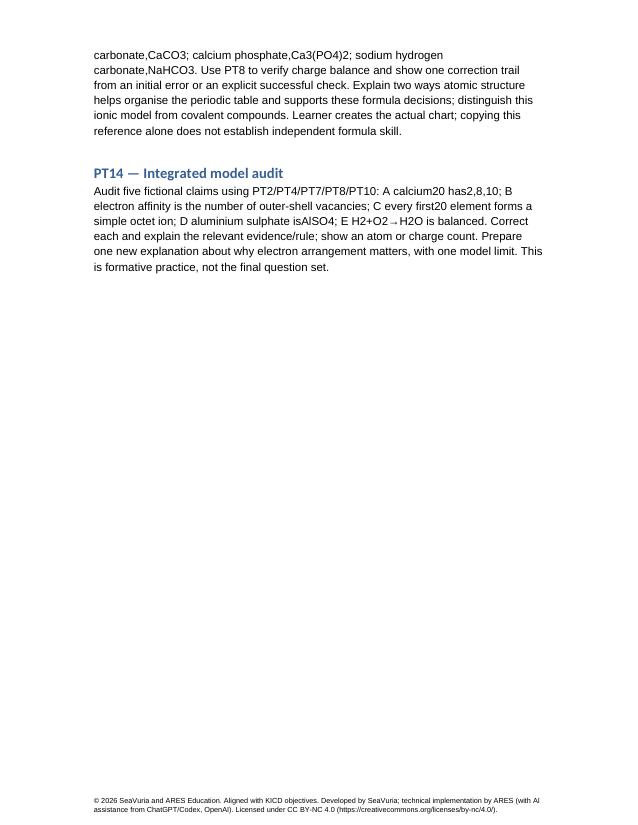 carbonate,CaCO3; calcium phosphate,Ca3(PO4)2; sodium hydrogen
carbonate,NaHCO3. Use PT8 to verify charge balance and show one correction trail
from an initial error or an explicit successful check. Explain two ways atomic structure
helps organise the periodic table and supports these formula decisions; distinguish this
ionic model from covalent compounds. Learner creates the actual chart; copying this
reference alone does not establish independent formula skill.
PT14 — Integrated model audit
Audit five fictional claims using PT2/PT4/PT7/PT8/PT10: A calcium20 has2,8,10; B
electron affinity is the number of outer-shell vacancies; C every first20 element forms a
simple octet ion; D aluminium sulphate isAlSO4; E H2+O2→H2O is balanced. Correct
each and explain the relevant evidence/rule; show an atom or charge count. Prepare
one new explanation about why electron arrangement matters, with one model limit. This
is formative practice, not the final question set.
© 2026 SeaVuria and ARES Education. Aligned with KICD objectives. Developed by SeaVuria; technical implementation by ARES (with AI
assistance from ChatGPT/Codex, OpenAI). Licensed under CC BY-NC 4.0 (https://creativecommons.org/licenses/by-nc/4.0/).